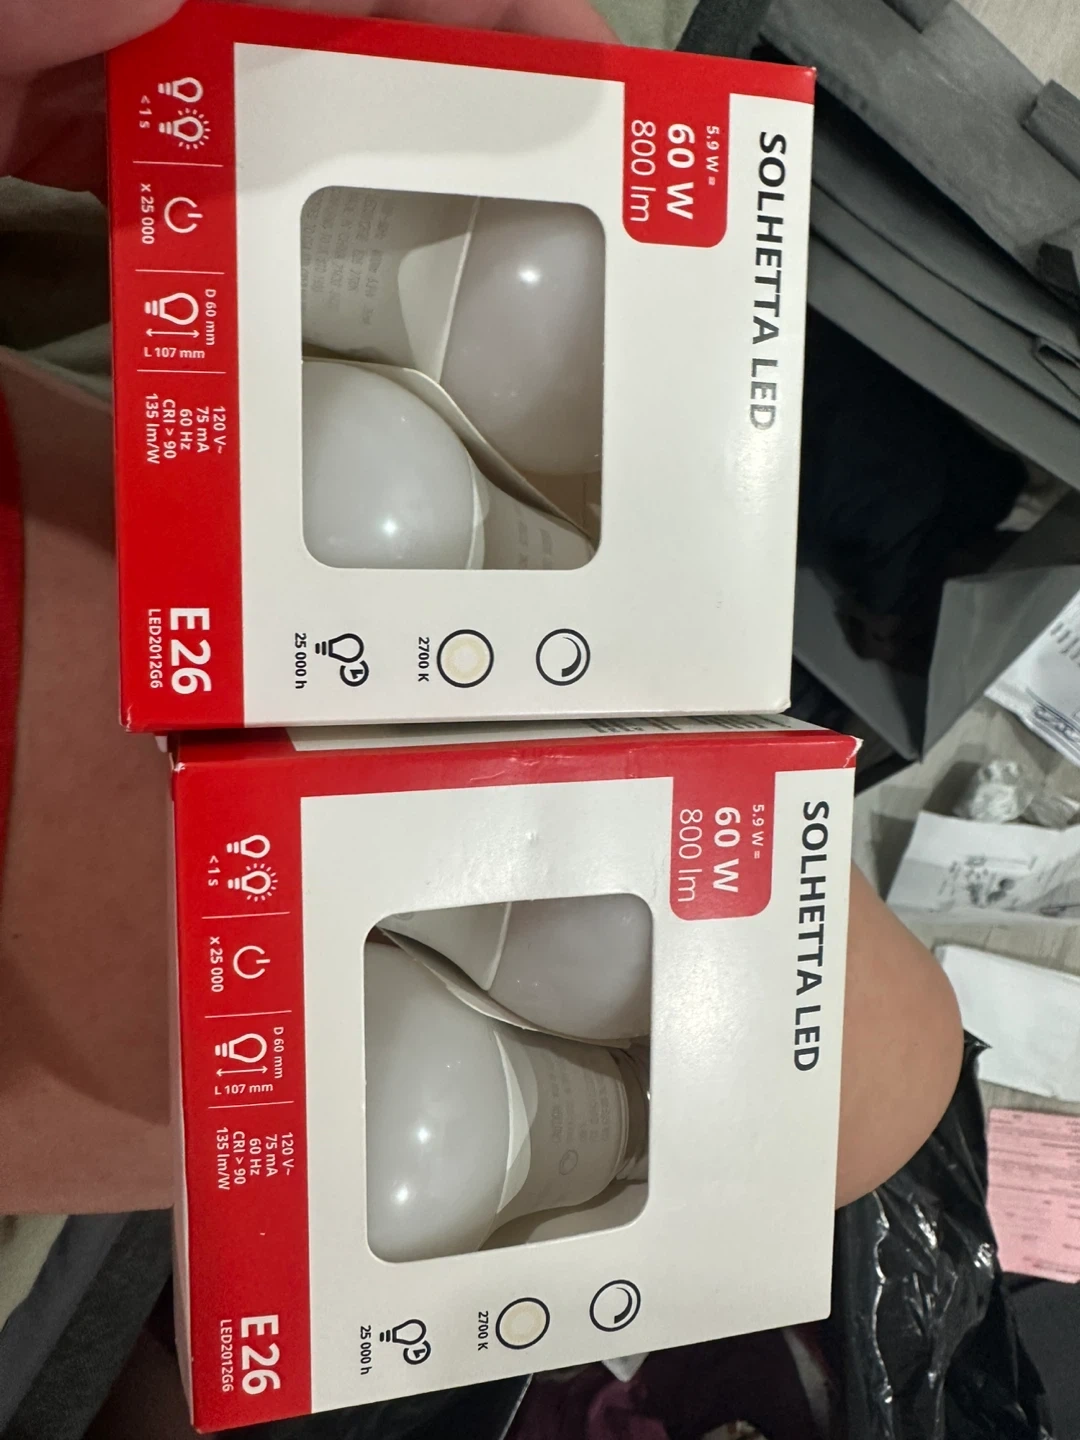 SOLHETTA LED
5.9 W =
60 W
800 lm
2700 K
25 000 h
< 1 s
x 25 000
D 60 mm
L 107 mm
120 V~
75 mA
60 Hz
CRI > 90
135 lm/W
E26
LED2012G6
SOLHETTA LED
5.9 W =
60 W
800 lm
2700 K
25 000 h
< 1 s
x 25 000
D 60 mm
L 107 mm
120 V~
75 mA
60 Hz
CRI > 90
135 lm/W
E26
LED2012G6